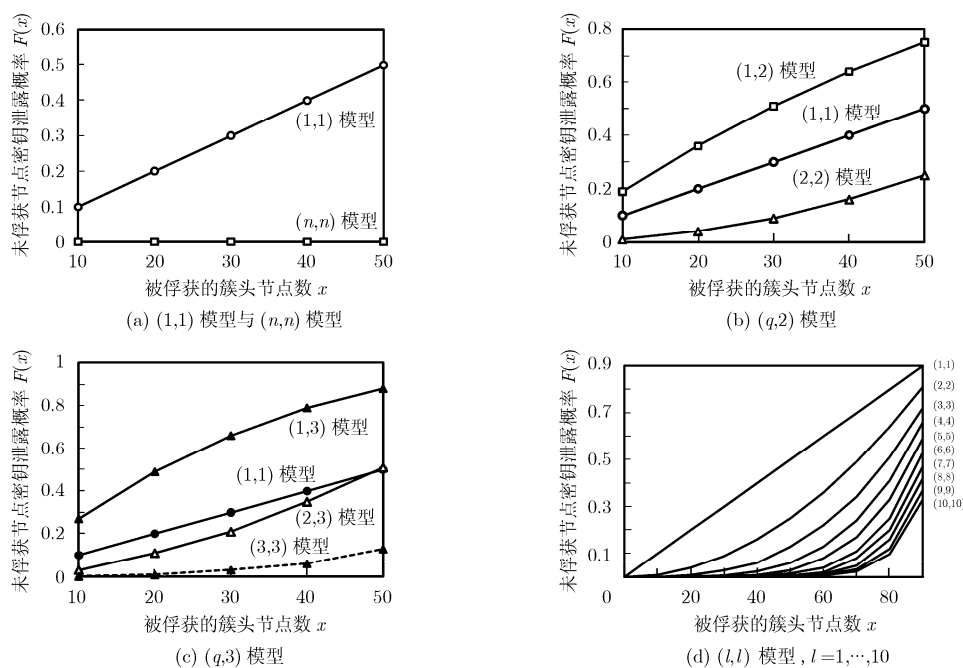 未俘获节点密钥泄露概率 F(x)
0.6
0.5
0.4
0.3
0.2
0.1
0
(1,1) 模型
(n,n) 模型
10 20 30 40 50
被俘获的簇头节点数 x
(a) (1,1) 模型与 (n,n) 模型
未俘获节点密钥泄露概率 F(x)
0.8
0.6
0.4
0.2
0
(1,2) 模型
(1,1) 模型
(2,2) 模型
10 20 30 40 50
被俘获的簇头节点数 x
(b) (q,2) 模型
未俘获节点密钥泄露概率 F(x)
1
0.8
0.6
0.4
0.2
0
(1,3) 模型
(1,1) 模型
(2,3) 模型
(3,3) 模型
10 20 30 40 50
被俘获的簇头节点数 x
(c) (q,3) 模型
未俘获节点密钥泄露概率 F(x)
0.9
0.7
0.5
0.3
0.1
(1,1)
(2,2)
(3,3)
(4,4)
(5,5)
(6,6)
(7,7)
(8,8)
(9,9)
(10,10)
0 20 40 60 80
被俘获的簇头节点数 x
(d) (l,l) 模型 , l=1,···,10